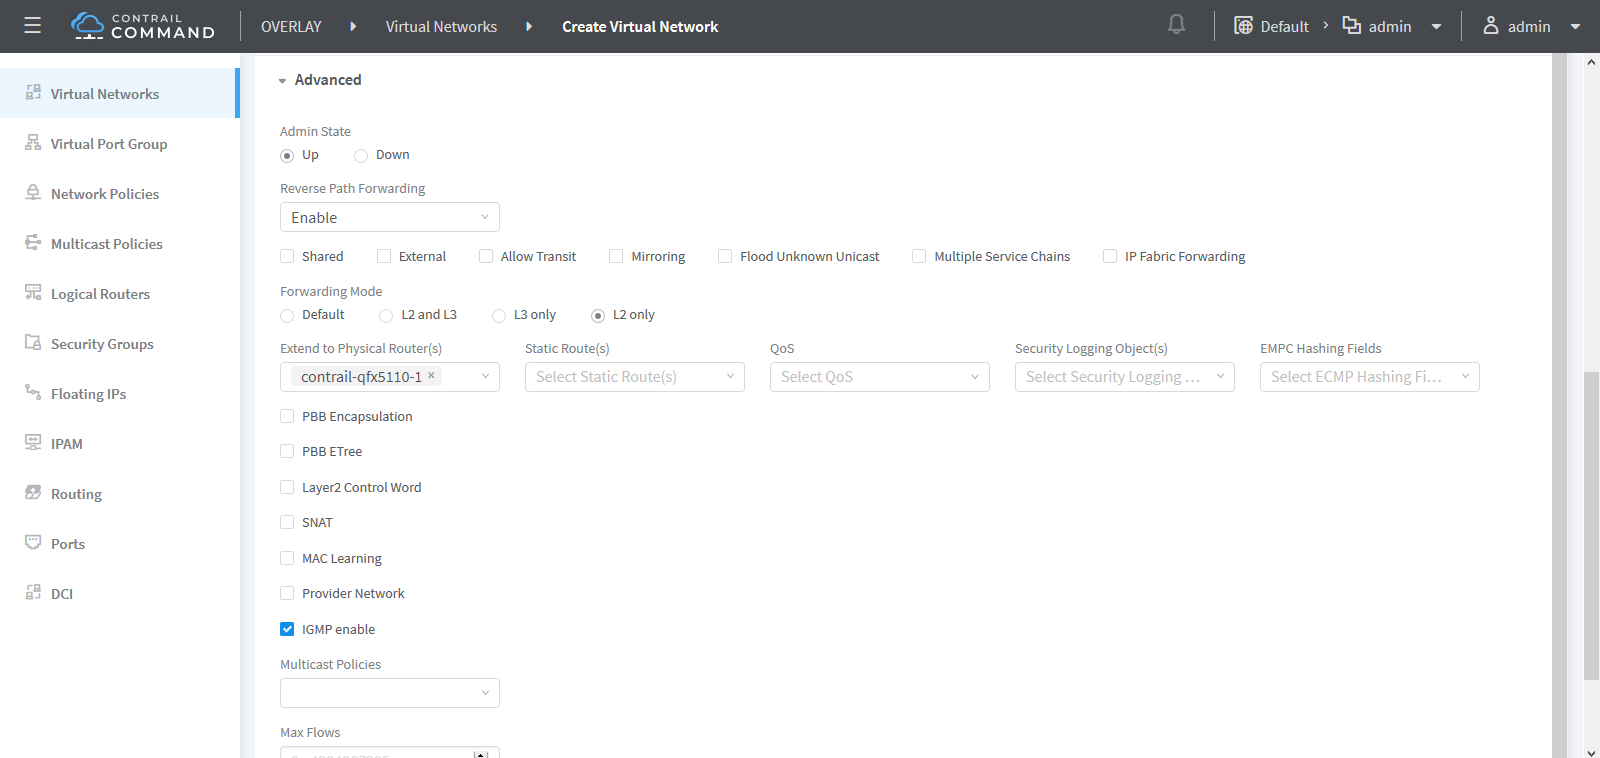 CONTRAIL
COMMAND
OVERLAY
Virtual Networks
Create Virtual Network
Default
admin
admin
Virtual Networks
Virtual Port Group
Network Policies
Multicast Policies
Logical Routers
Security Groups
Floating IPs
IPAM
Routing
Ports
DCI
Advanced
Admin State
Up Down
Reverse Path Forwarding
Enable
Shared External Allow Transit Mirroring Flood Unknown Unicast Multiple Service Chains IP Fabric Forwarding
Forwarding Mode
Default L2 and L3 L3 only L2 only
Extend to Physical Router(s) Static Route(s) QoS Security Logging Object(s) EMPC Hashing Fields
contrail-qfx5110-1 × Select Static Route(s) Select QoS Select Security Logging ... Select ECMP Hashing Fi...
PBB Encapsulation
PBB ETree
Layer2 Control Word
SNAT
MAC Learning
Provider Network
IGMP enable
Multicast Policies
Max Flows